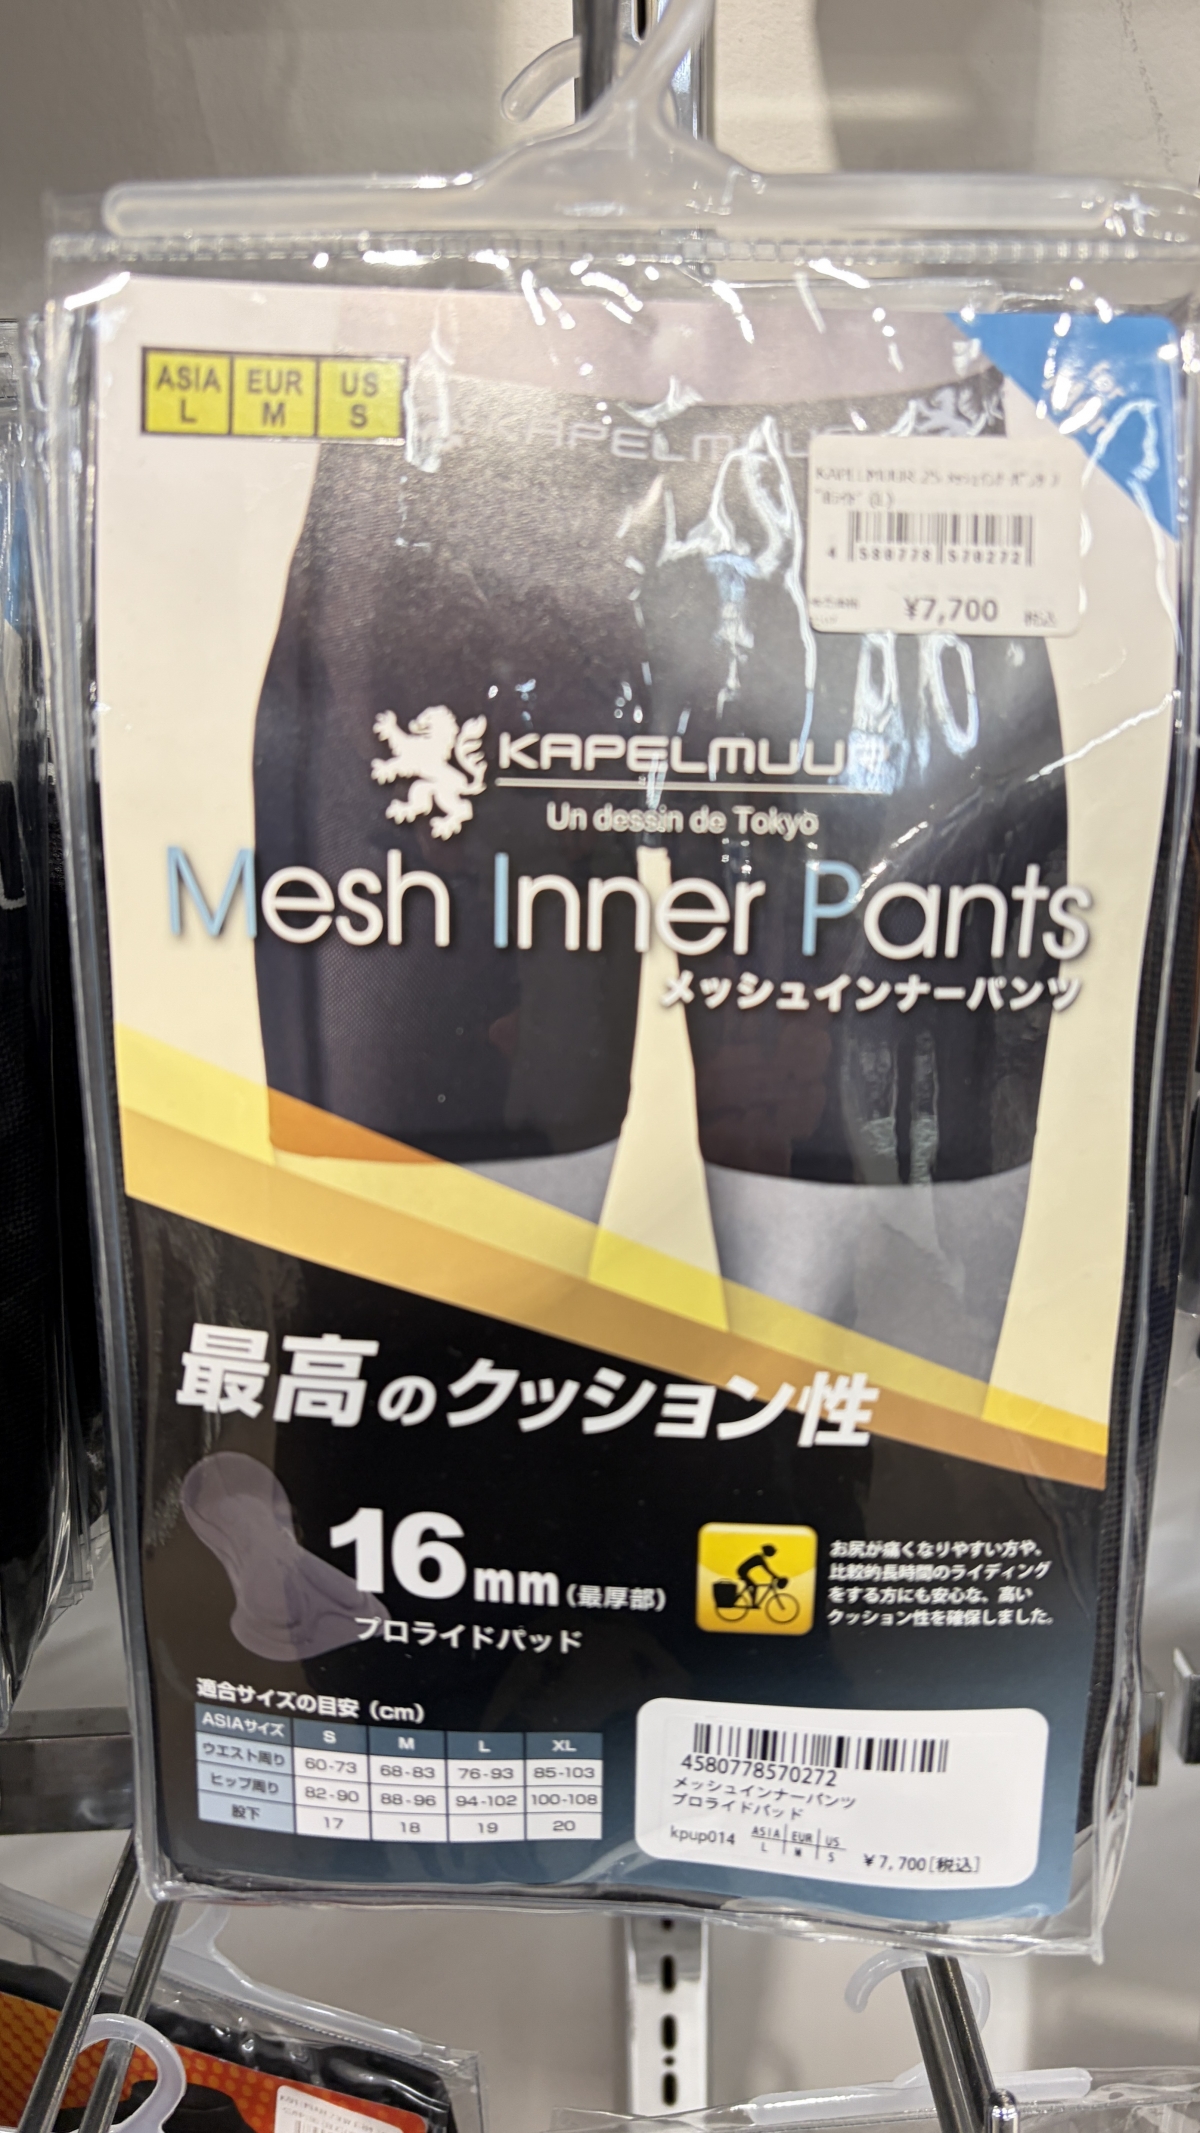 ASIA EUR US
L M S
KAPELMUUR
¥7,700 税込
KAPELMUUR
Un dessin de Tokyo
Mesh Inner Pants
メッシュインナーパンツ
最高のクッション性
16mm(最厚部)
プロライドパッド
お尻が痛くなりやすい方や、
比較的長時間のライディング
をする方にも安心な、高い
クッション性を確保しました。
適合サイズの目安(cm)
ASIAサイズ S M L XL
ウエスト周り 60-73 68-83 76-93 85-103
ヒップ周り 82-90 88-96 94-102 100-108
股下 17 18 19 20
4580778570272
メッシュインナーパンツ
プロライドパッド
kpup014 ASIA EUR US
L M S
¥7,700[税込]